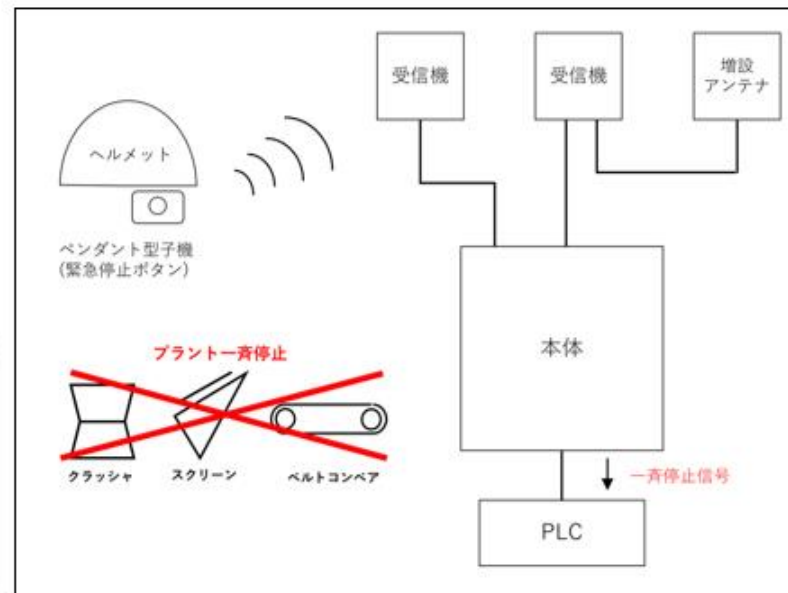 受信機
受信機
増設
アンテナ
ヘルメット
ペンダント型子機
(緊急停止ボタン)
本体
プラント一斉停止
クラッシャ
スクリーン
ベルトコンベア
一斉停止信号
PLC